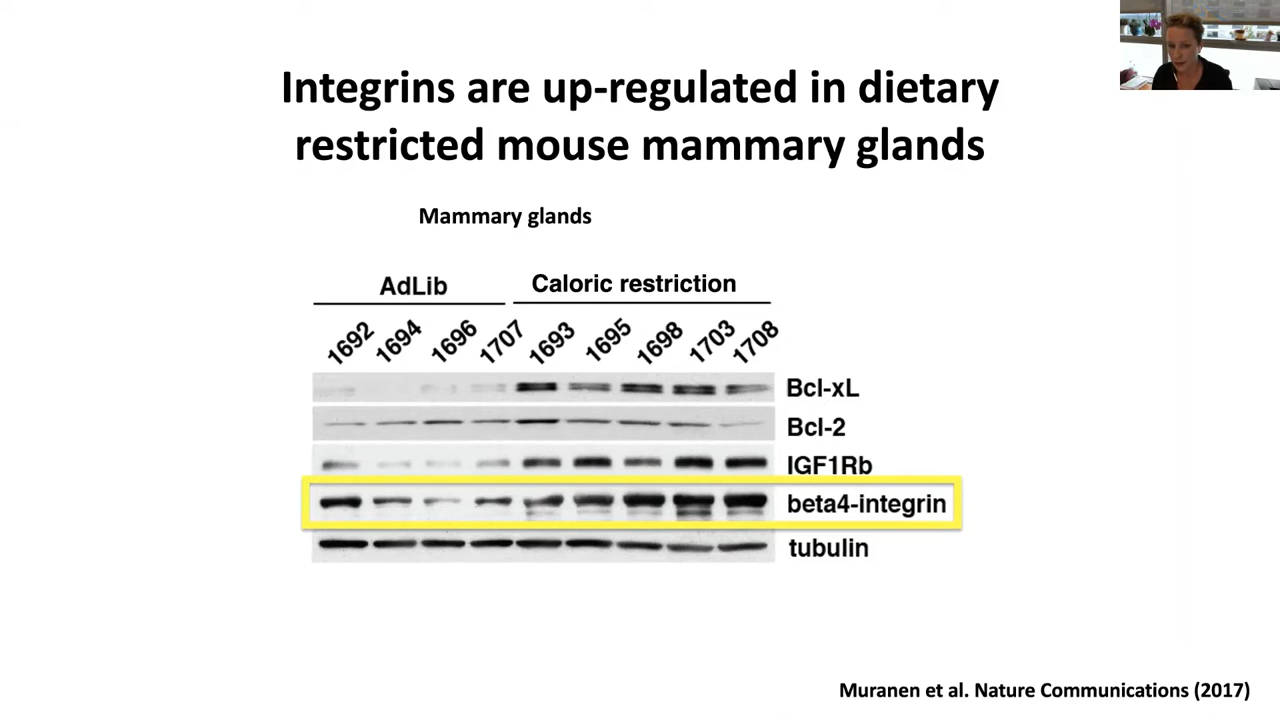 Integrins are up-regulated in dietary
restricted mouse mammary glands
Mammary glands
AdLib Caloric restriction
1692 1694 1696 1707 1693 1695 1698 1703 1708
Bcl-xL
Bcl-2
IGF1Rb
beta4-integrin
tubulin
Muranen et al. Nature Communications (2017)